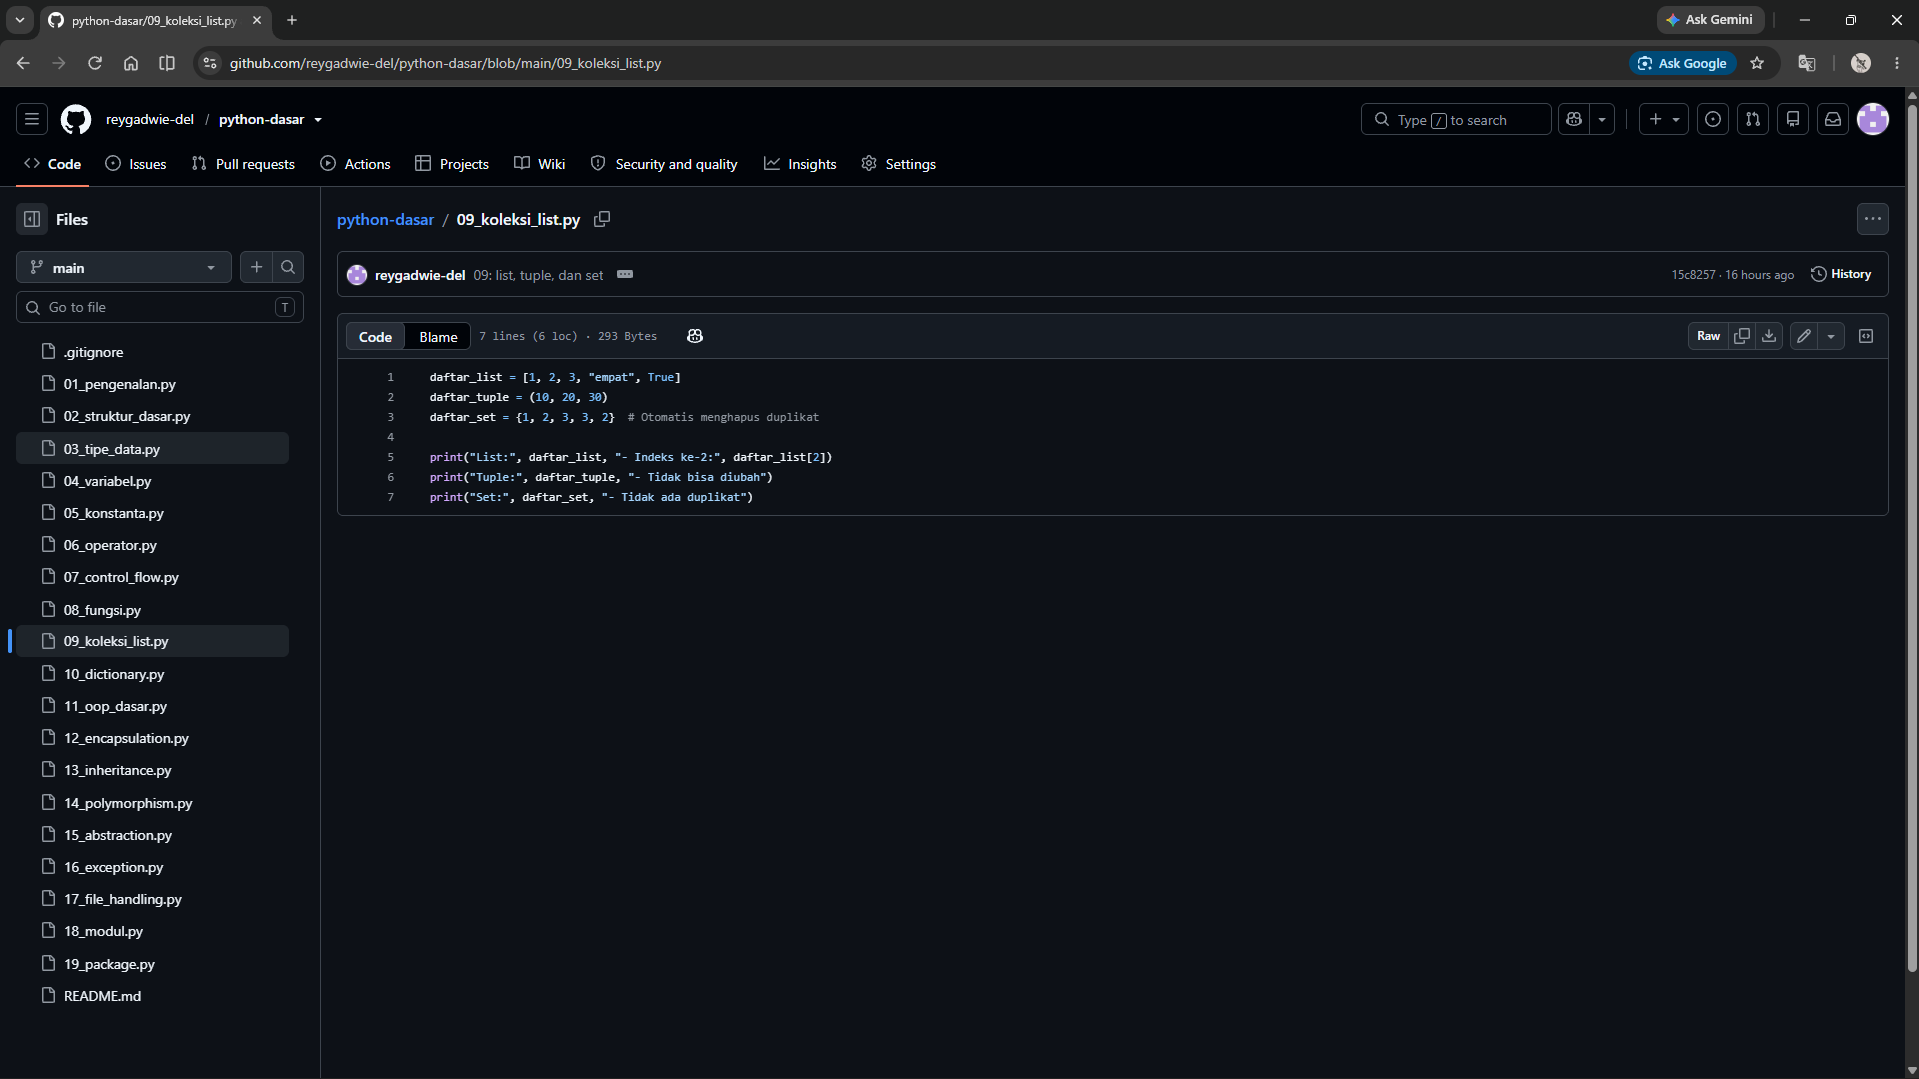 python-dasar/09_koleksi_list.py
Ask Gemini
github.com/reygadwie-del/python-dasar/blob/main/09_koleksi_list.py
Ask Google
reygadwie-del / python-dasar
Type / to search
Code
Issues
Pull requests
Actions
Projects
Wiki
Security and quality
Insights
Settings
Files
main
Go to file
T
.gitignore
01_pengenalan.py
02_struktur_dasar.py
03_tipe_data.py
04_variabel.py
05_konstanta.py
06_operator.py
07_control_flow.py
08_fungsi.py
09_koleksi_list.py
10_dictionary.py
11_oop_dasar.py
12_encapsulation.py
13_inheritance.py
14_polymorphism.py
15_abstraction.py
16_exception.py
17_file_handling.py
18_modul.py
19_package.py
README.md
python-dasar / 09_koleksi_list.py
reygadwie-del 09: list, tuple, dan set
15c8257 · 16 hours ago
History
Code
Blame
7 lines (6 loc) · 293 Bytes
Raw
1 daftar_list = [1, 2, 3, "empat", True]
2 daftar_tuple = (10, 20, 30)
3 daftar_set = {1, 2, 3, 3, 2}  # Otomatis menghapus duplikat
4
5 print("List:", daftar_list, "- Indeks ke-2:", daftar_list[2])
6 print("Tuple:", daftar_tuple, "- Tidak bisa diubah")
7 print("Set:", daftar_set, "- Tidak ada duplikat")